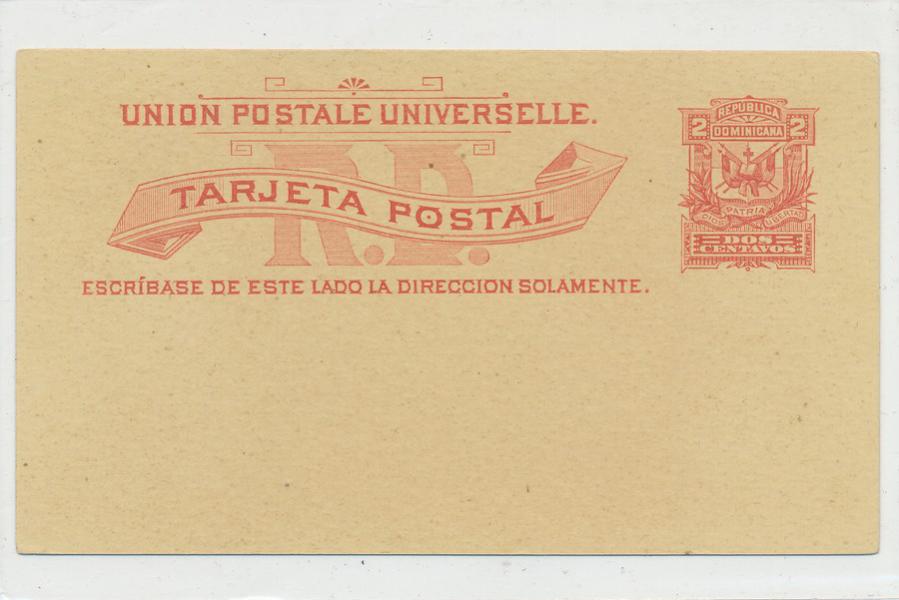 UNION POSTALE UNIVERSELLE.
R.D.
TARJETA POSTAL
ESCRÍBASE DE ESTE LADO LA DIRECCION SOLAMENTE.
REPUBLICA
2 DOMINICANA 2
PATRIA
DIOS LIBERTAD
DOS
CENTAVOS